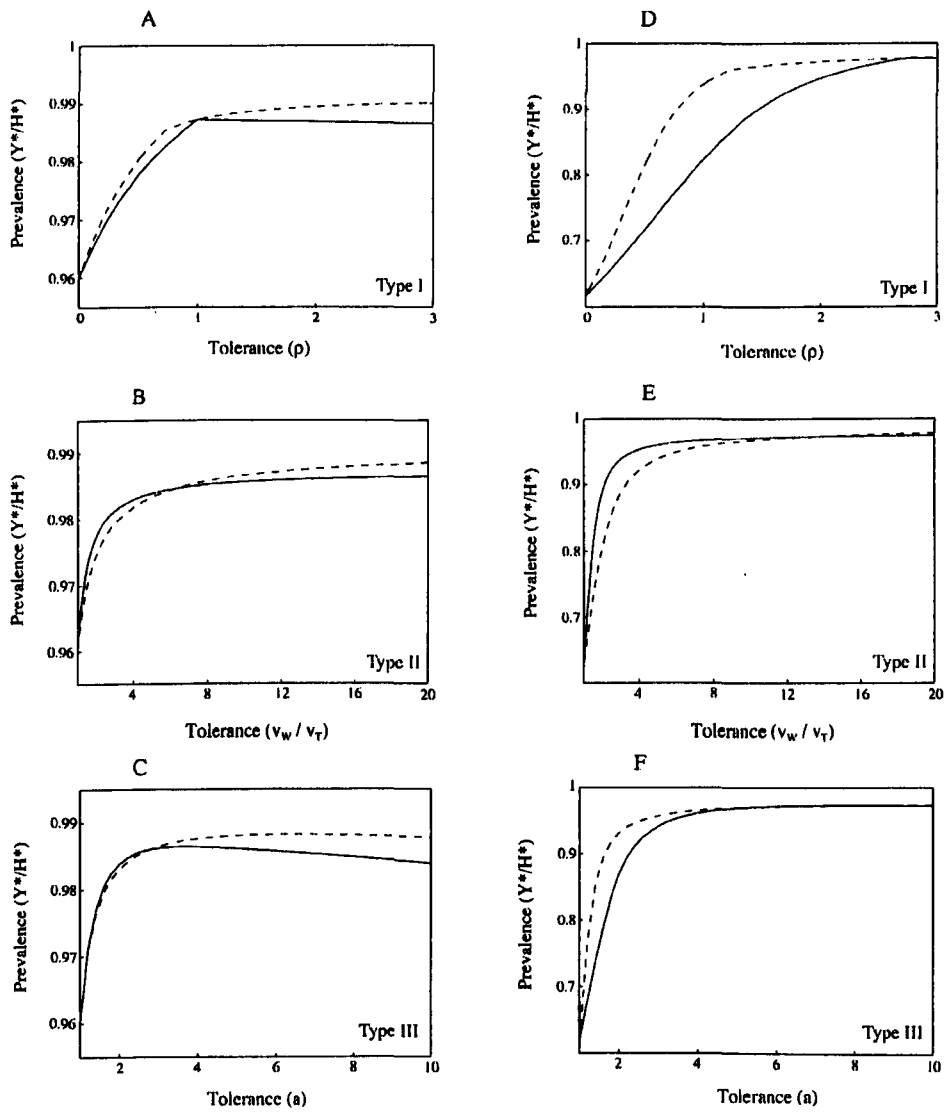 A
Prevalence (Y*/H*)
1
0.99
0.98
0.97
0.96
0
1
2
3
Type I
Tolerance (ρ)
D
Prevalence (Y*/H*)
1
0.9
0.8
0.7
0
1
2
3
Type I
Tolerance (ρ)
B
Prevalence (Y*/H*)
0.99
0.98
0.97
0.96
4
8
12
16
20
Type II
Tolerance (v_W / v_T)
E
Prevalence (Y*/H*)
1
0.9
0.8
0.7
4
8
12
16
20
Type II
Tolerance (v_W / v_T)
C
Prevalence (Y*/H*)
0.99
0.98
0.97
0.96
2
4
6
8
10
Type III
Tolerance (a)
F
Prevalence (Y*/H*)
1
0.9
0.8
0.7
2
4
6
8
10
Type III
Tolerance (a)